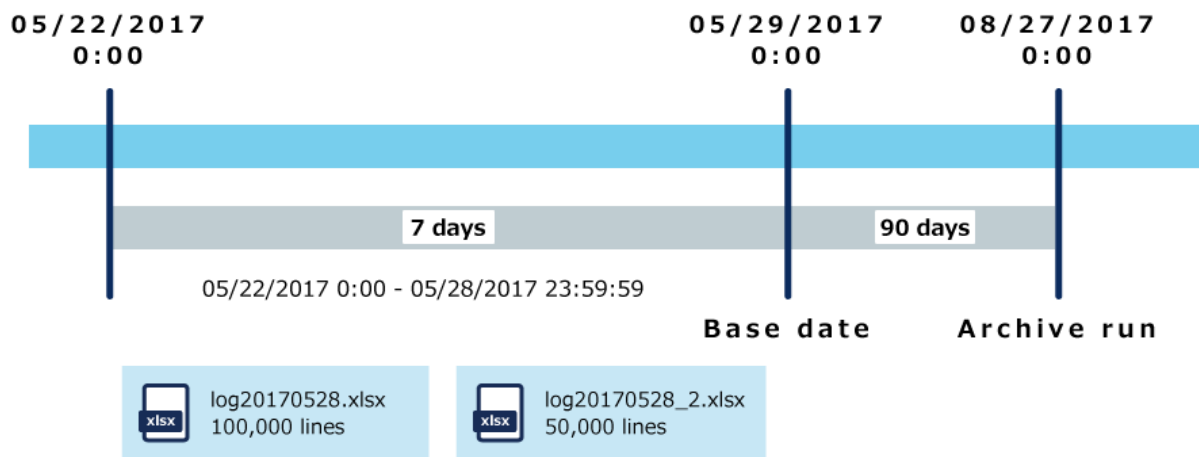 05/22/2017
0:00
05/29/2017
0:00
08/27/2017
0:00
7 days
90 days
05/22/2017 0:00 - 05/28/2017 23:59:59
Base date
Archive run
xlsx
log20170528.xlsx
100,000 lines
xlsx
log20170528_2.xlsx
50,000 lines